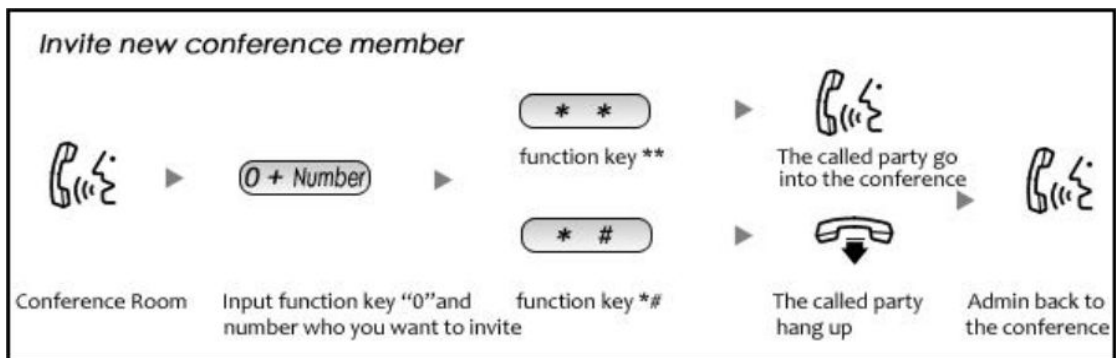 Invite new conference member
* *
function key **
The called party go
into the conference
0 + Number
* #
Conference Room
Input function key "0"and
number who you want to invite
function key *#
The called party
hang up
Admin back to
the conference